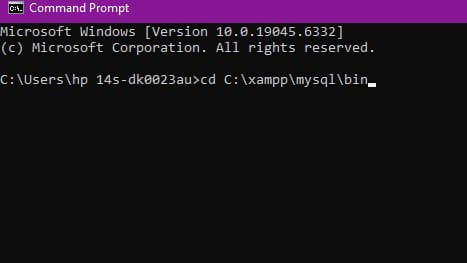 Command Prompt
Microsoft Windows [Version 10.0.19045.6332]
(c) Microsoft Corporation. All rights reserved.
C:\Users\hp 14s-dk0023au>cd C:\xampp\mysql\bin